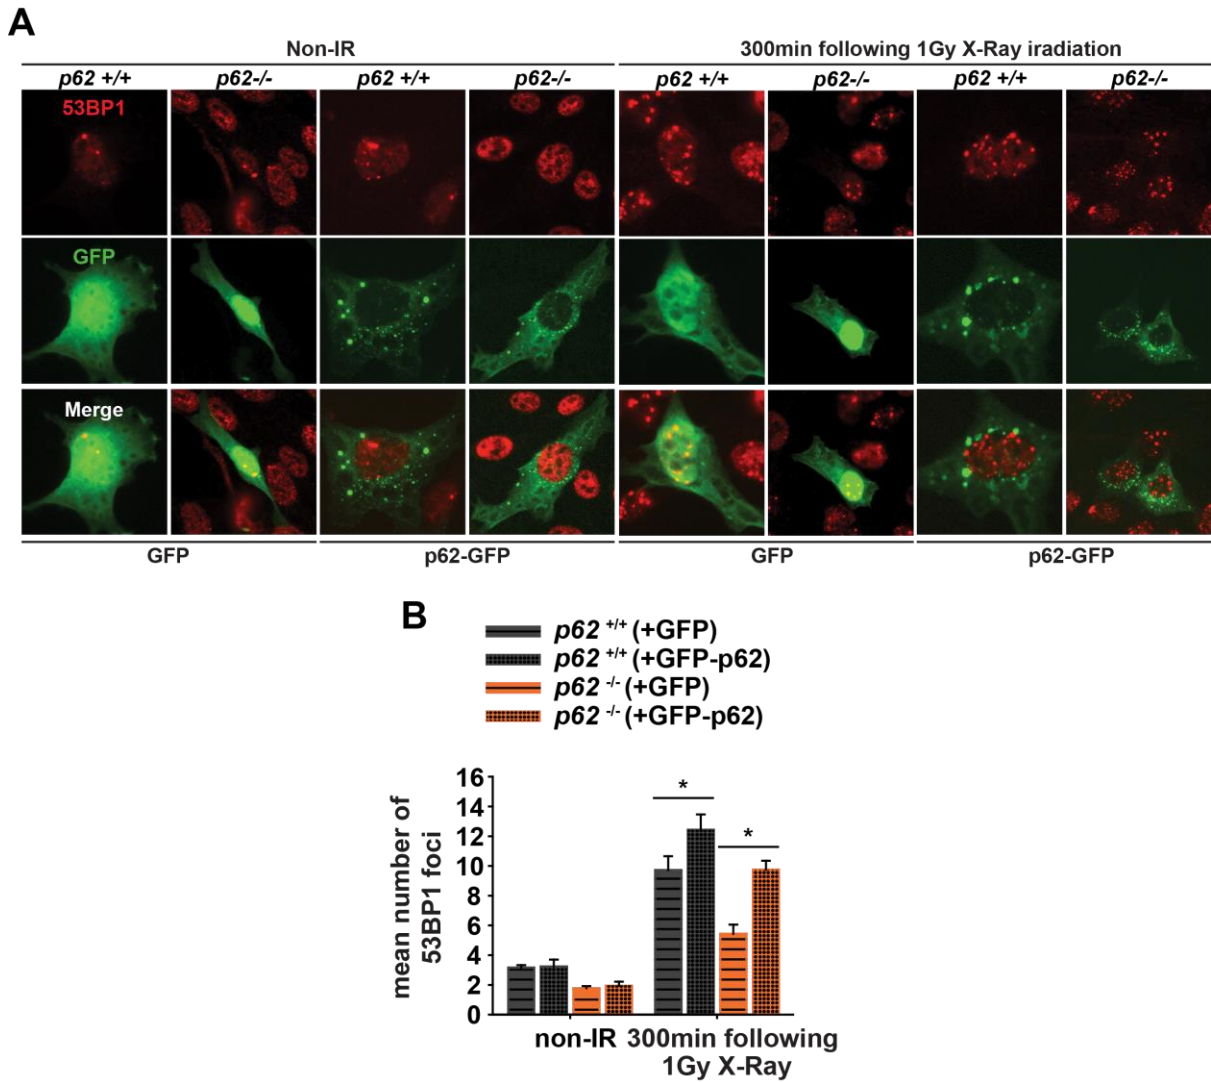 A
Non-IR 300min following 1Gy X-Ray iradiation
p62 +/+ p62-/- p62 +/+ p62-/- p62 +/+ p62-/- p62 +/+ p62-/-
53BP1
GFP
Merge
GFP p62-GFP GFP p62-GFP
B
p62 +/+ (+GFP)
p62 +/+ (+GFP-p62)
p62 -/- (+GFP)
p62 -/- (+GFP-p62)
mean number of
53BP1 foci
16
14
12
10
8
6
4
2
0
* *
non-IR 300min following
1Gy X-Ray